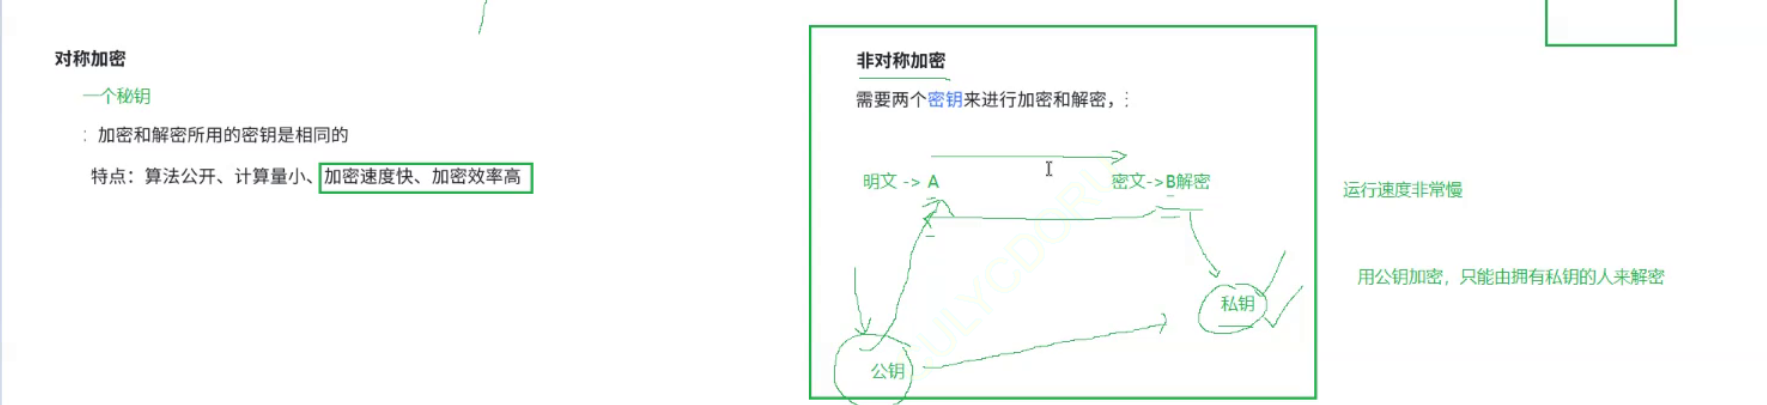 对称加密
一个秘钥
：加密和解密所用的密钥是相同的
特点：算法公开、计算量小、加密速度快、加密效率高
非对称加密
需要两个密钥来进行加密和解密，
明文 -> A
密文->B解密
私钥
公钥
运行速度非常慢
用公钥加密，只能由拥有私钥的人来解密